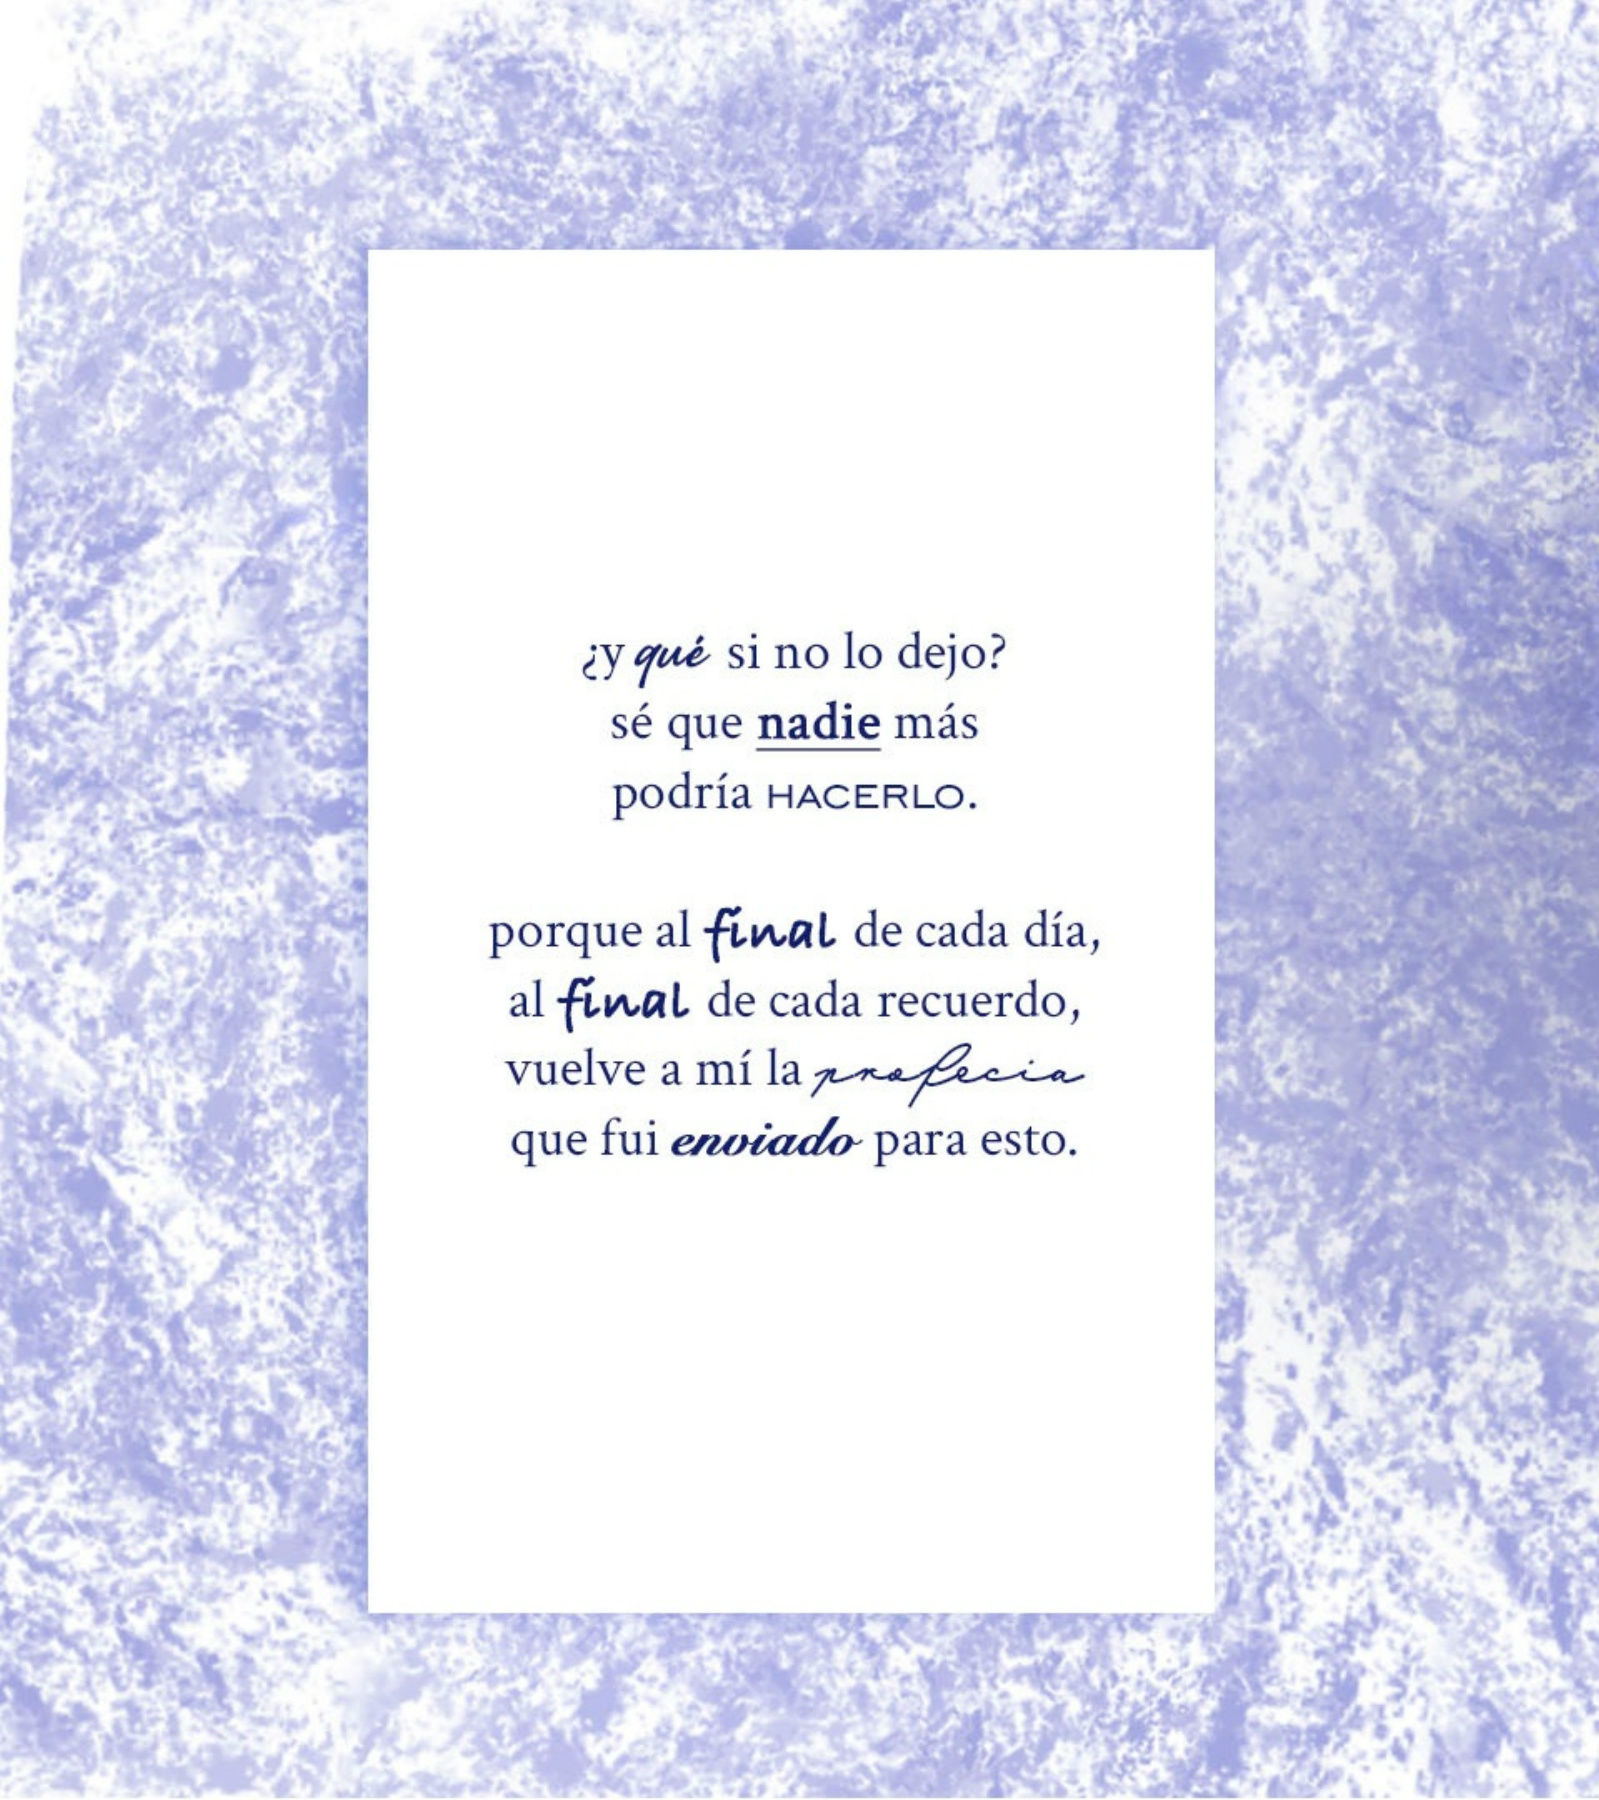 ¿y qué si no lo dejo?
sé que nadie más
podría HACERLO.
porque al final de cada día,
al final de cada recuerdo,
vuelve a mí la profecia
que fui enviado para esto.